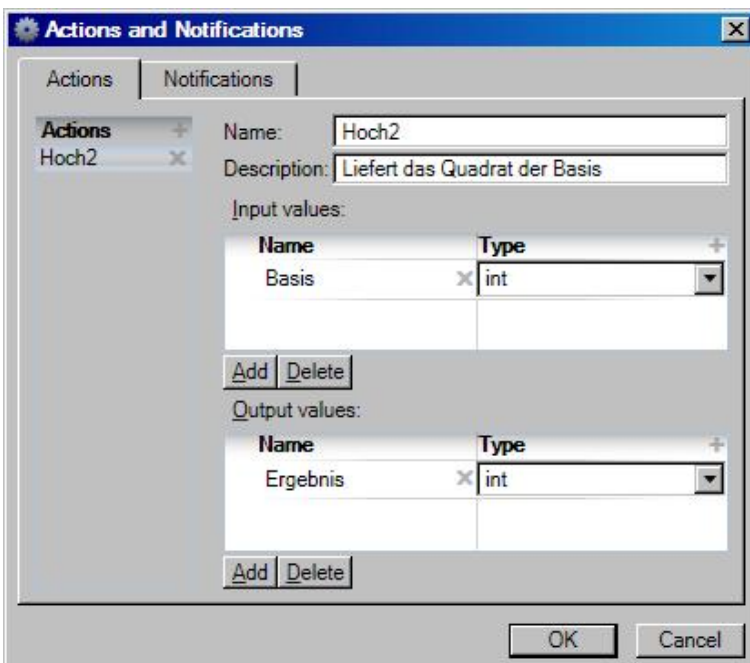 Actions and Notifications
Actions Notifications
Actions
Hoch2
Name: Hoch2
Description: Liefert das Quadrat der Basis
Input values:
Name Type
Basis int
Add Delete
Output values:
Name Type
Ergebnis int
Add Delete
OK Cancel